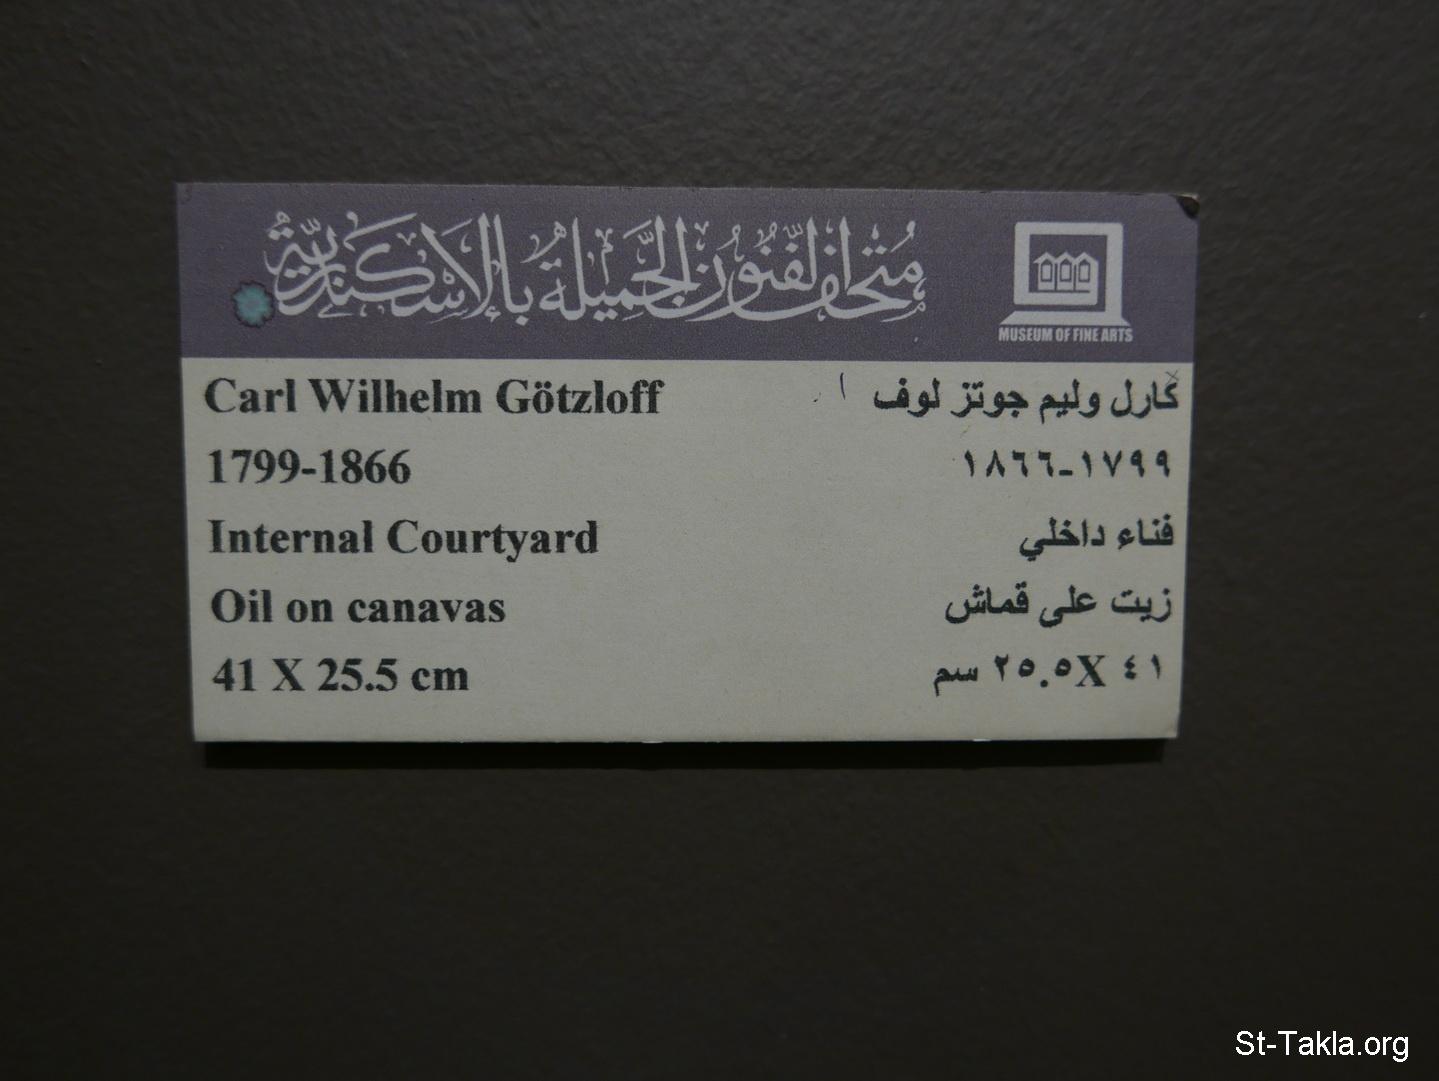 متحف الفنون الجميلة بالاسكندرية
MUSEUM OF FINE ARTS
Carl Wilhelm Götzloff
كارل وليم جوتز لوف
1799-1866
١٧٩٩-١٨٦٦
Internal Courtyard
فناء داخلي
Oil on canavas
زيت على قماش
41 X 25.5 cm
٤١ X٢٥.٥ سم
St-Takla.org